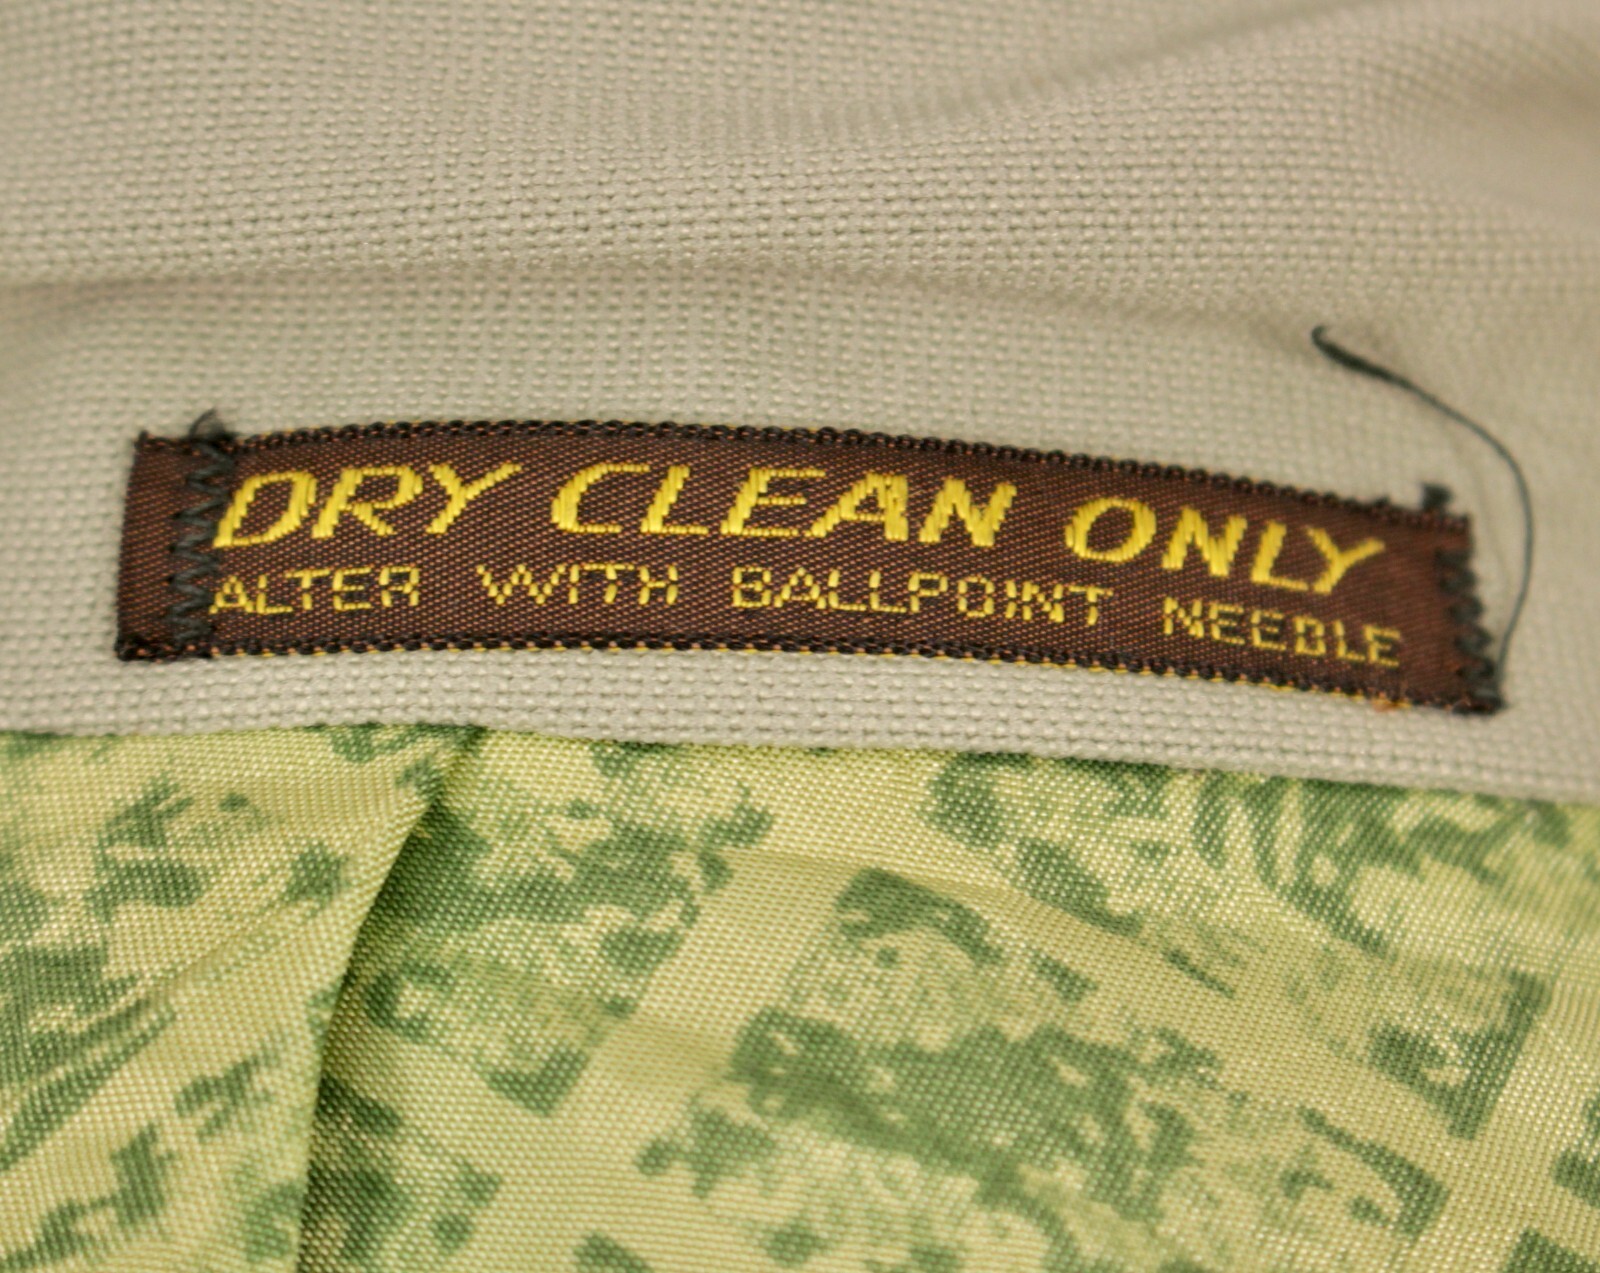 DRY CLEAN ONLY
ALTER WITH BALLPOINT NEEDLE